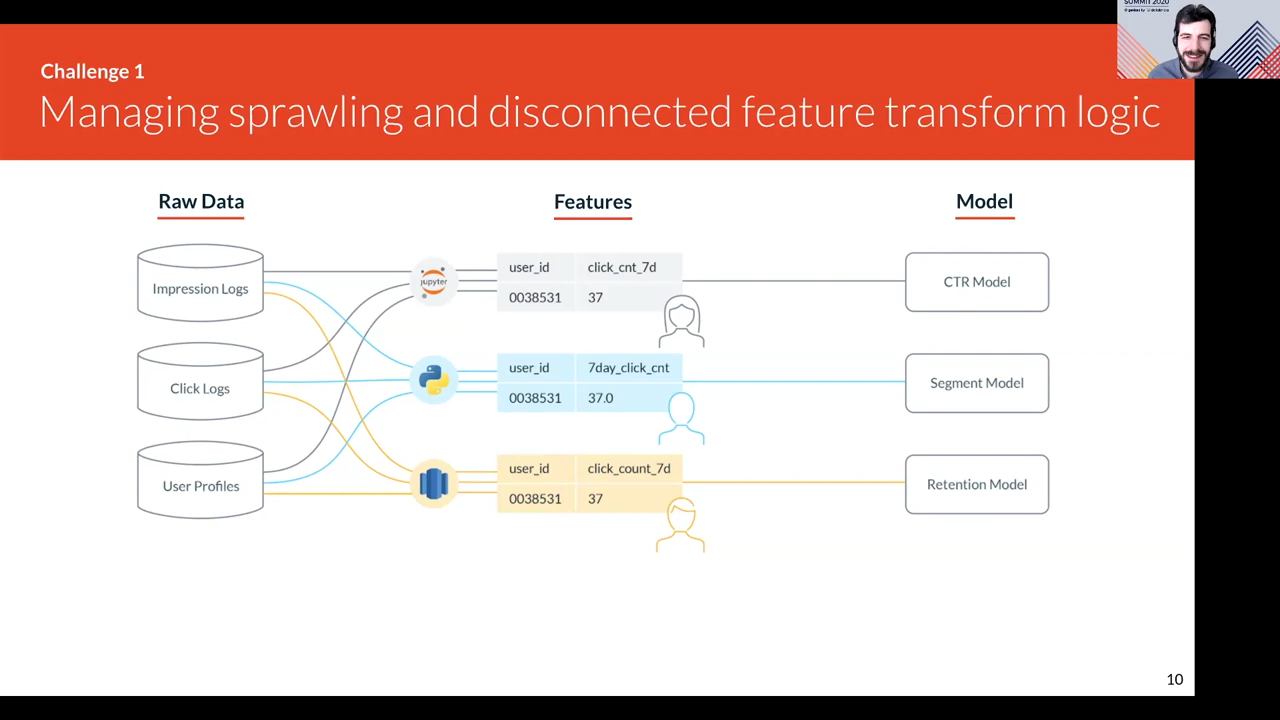 SUMMIT 2020
Challenge 1
Managing sprawling and disconnected feature transform logic
Raw Data
Features
Model
Impression Logs
Click Logs
User Profiles
jupyter
user_id click_cnt_7d
0038531 37
user_id 7day_click_cnt
0038531 37.0
user_id click_count_7d
0038531 37
CTR Model
Segment Model
Retention Model
10